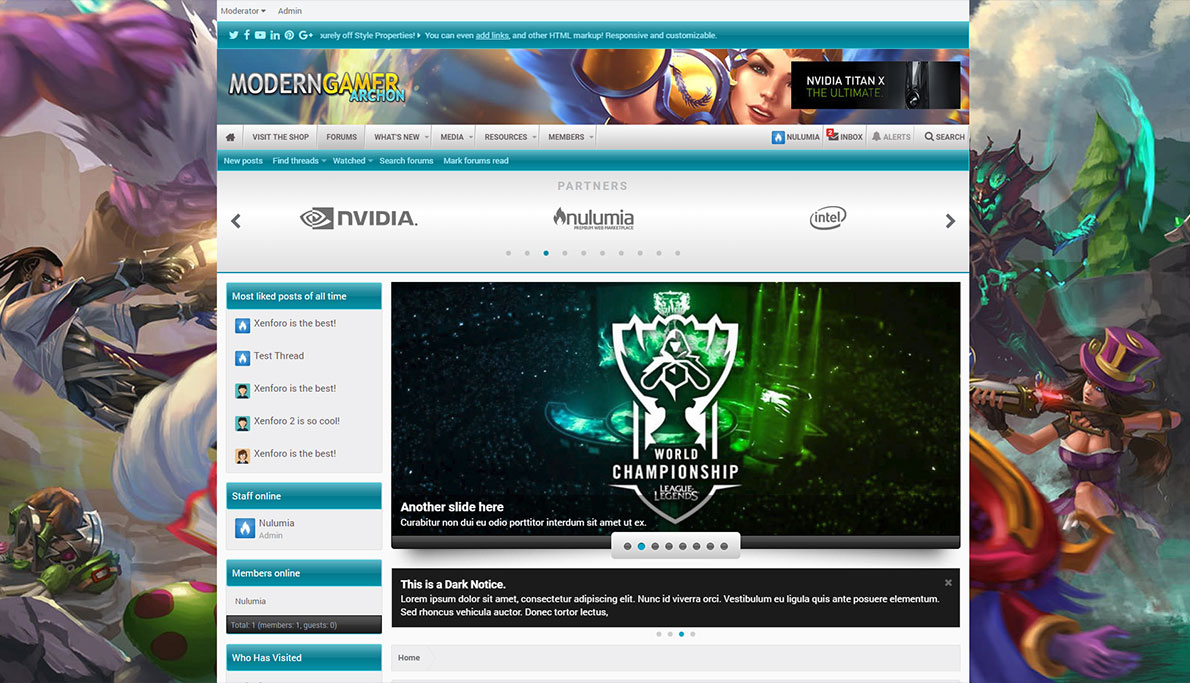 Moderator Admin
xurely off Style Properties! You can even add links, and other HTML markup! Responsive and customizable.
MODERNGAMER
ARCHON
NVIDIA TITAN X
THE ULTIMATE.
VISIT THE SHOP FORUMS WHAT'S NEW MEDIA RESOURCES MEMBERS NULUMIA 2 INBOX ALERTS SEARCH
New posts Find threads Watched Search forums Mark forums read
PARTNERS
NVIDIA. nulumia intel
PREMIUM WEB MARKETPLACE
Most liked posts of all time
Xenforo is the best!
Test Thread
Xenforo is the best!
Xenforo 2 is so cool!
Xenforo is the best!
Staff online
Nulumia
Admin
Members online
Nulumia
Total: 1 (members: 1, guests: 0)
Who Has Visited
WORLD
CHAMPIONSHIP
LEAGUE OF
LEGENDS
Another slide here
Curabitur non dui eu odio porttitor interdum sit amet ut ex.
This is a Dark Notice.
Lorem ipsum dolor sit amet, consectetur adipiscing elit. Nunc id viverra orci. Vestibulum eu ligula quis ante posuere elementum.
Sed rhoncus vehicula auctor. Donec tortor lectus,
Home